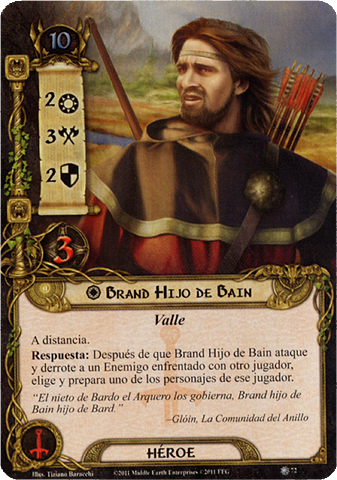 10
2
3
2
3
Brand Hijo de Bain
Valle
A distancia.
Respuesta: Después de que Brand Hijo de Bain ataque
y derrote a un Enemigo enfrentado con otro jugador,
elige y prepara uno de los personajes de ese jugador.
“El nieto de Bardo el Arquero los gobierna, Brand hijo de
Bain hijo de Bard.”
–Glóin, La Comunidad del Anillo
HÉROE
Illus. Tiziano Baracchi
©2011 Middle Earth Enterprises ©2011 FFG
72